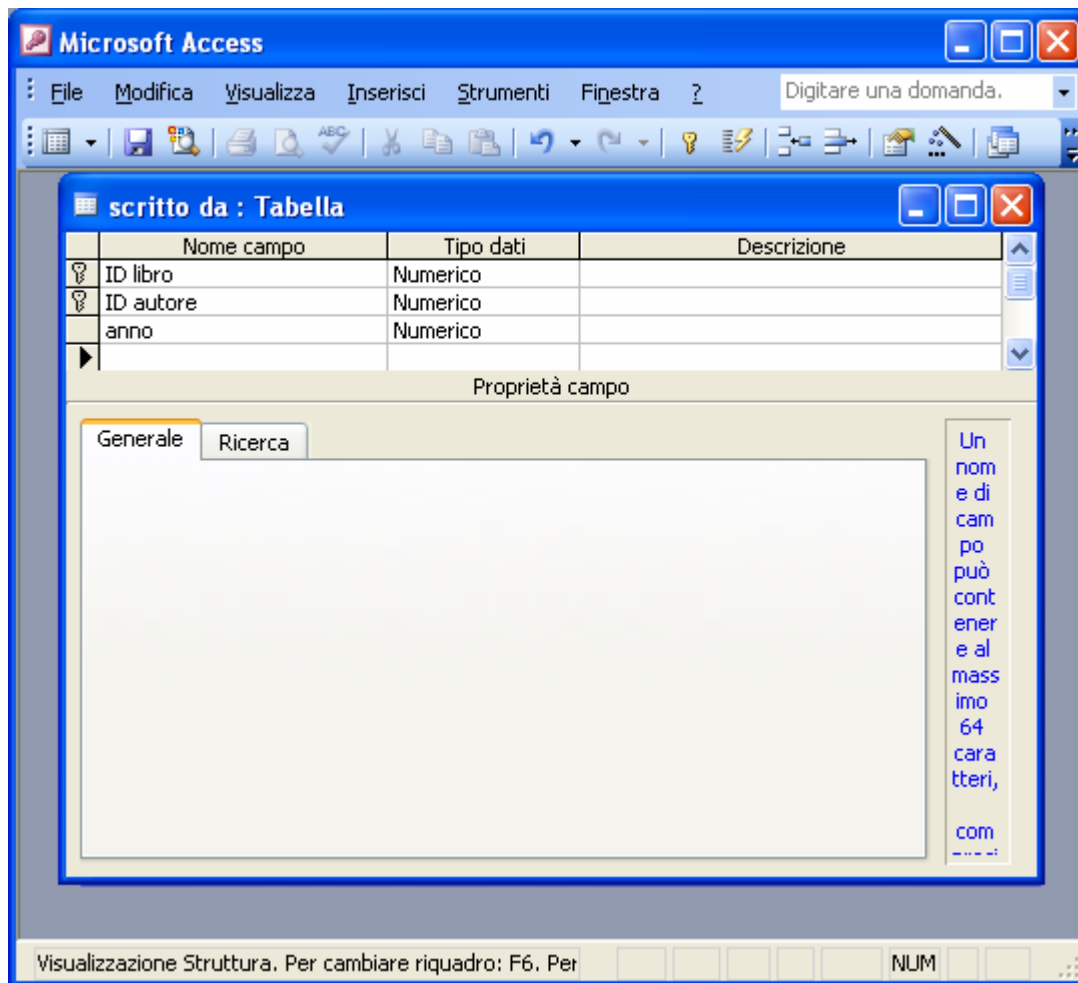 Microsoft Access
File Modifica Visualizza Inserisci Strumenti Finestra ? Digitare una domanda.
ABC
scritto da : Tabella
Nome campo Tipo dati Descrizione
ID libro Numerico
ID autore Numerico
anno Numerico
Proprietà campo
Generale Ricerca
Un
nom
e di
cam
po
può
cont
ener
e al
mass
imo
64
cara
tteri,
com
Visualizzazione Struttura. Per cambiare riquadro: F6. Per NUM